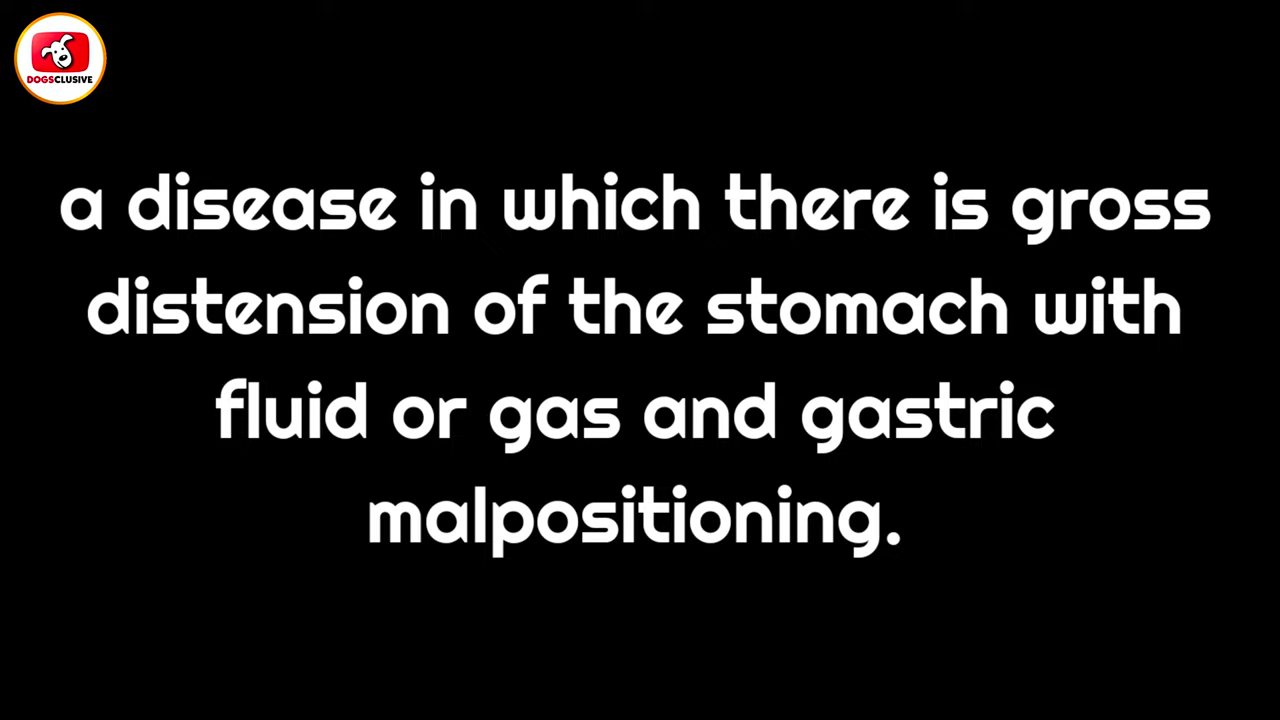 DOGSCLUSIVE
a disease in which there is gross
distension of the stomach with
fluid or gas and gastric
malpositioning.